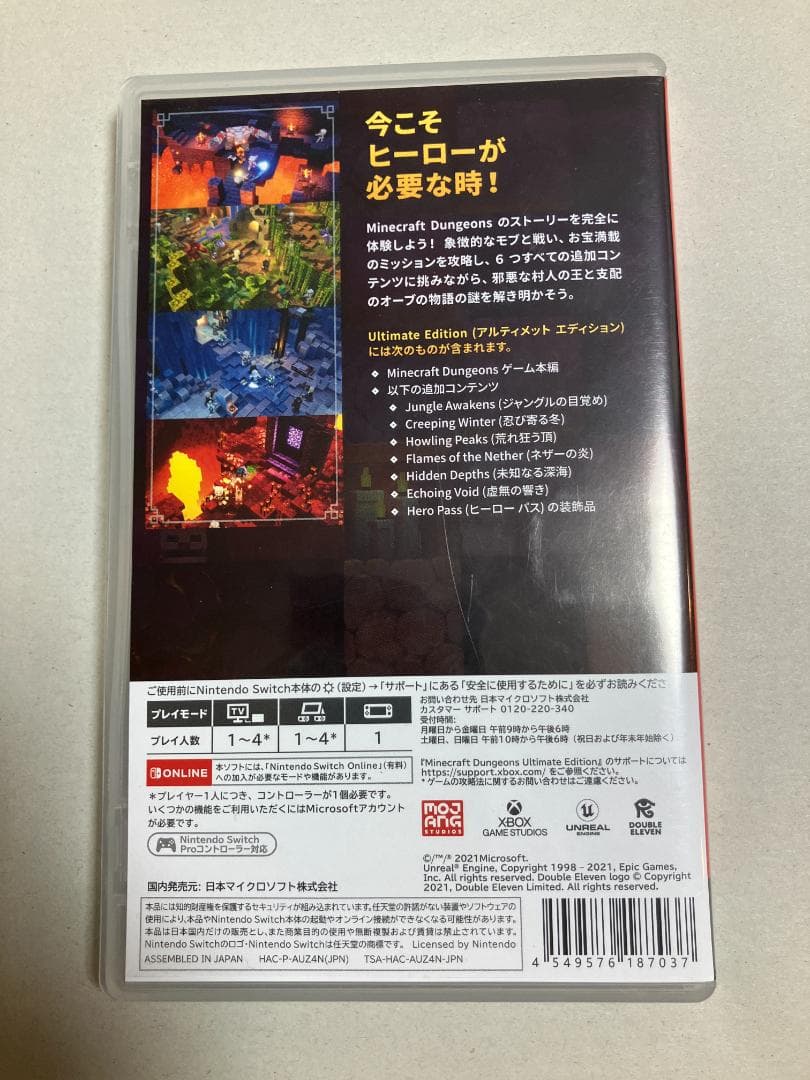 今こそ
ヒーローが
必要な時！
Minecraft Dungeons のストーリーを完全に
体験しよう！ 象徴的なモブと戦い、お宝満載
のミッションを攻略し、6 つすべての追加コン
テンツに挑みながら、邪悪な村人の王と支配
のオーブの物語の謎を解き明かそう。
Ultimate Edition (アルティメット エディション)
には次のものが含まれます。
Minecraft Dungeons ゲーム本編
以下の追加コンテンツ
Jungle Awakens (ジャングルの目覚め)
Creeping Winter (忍び寄る冬)
Howling Peaks (荒れ狂う頂)
Flames of the Nether (ネザーの炎)
Hidden Depths (未知なる深海)
Echoing Void (虚無の響き)
Hero Pass (ヒーロー パス) の装飾品
ご使用前にNintendo Switch本体の (設定)→「サポート」にある「安全に使用するために」を必ずお読みくださ
プレイモード TV
プレイ人数 1～4* 1～4* 1
ONLINE 本ソフトには、「Nintendo Switch Online」(有料)
への加入が必要なモードや機能があります。
*プレイヤー1人につき、コントローラーが1個必要です。
いくつかの機能をご利用いただくにはMicrosoftアカウント
が必要です。
Nintendo Switch
Proコントローラー対応
国内発売元: 日本マイクロソフト株式会社
お問い合わせ先 日本マイクロソフト株式会社
カスタマー サポート 0120-220-340
受付時間:
月曜日から金曜日 午前9時から午後6時
土曜日、日曜日 午前10時から午後6時（祝日および年末年始除く）
『Minecraft Dungeons Ultimate Edition』のサポートについては
https://support.xbox.com/ をご参照ください。
*ゲームの攻略法に関するお問い合わせはご遠慮ください。
MOJANG
STUDIOS
XBOX
GAME STUDIOS
UNREAL
ENGINE
DOUBLE
ELEVEN
©/™/® 2021Microsoft.
Unreal® Engine, Copyright 1998 – 2021, Epic Games,
Inc. All rights reserved. Double Eleven logo © Copyright
2021, Double Eleven Limited. All rights reserved.
本品には知的財産権を保護するセキュリティが組み込まれています。任天堂の許諾がない装置やソフトウェアの
使用により、本品やNintendo Switch本体の起動やオンライン接続ができなくなる可能性があります。
本品は日本国内だけの販売とし、また商業目的の使用や無断複製および賃貸は禁止されています。
Nintendo Switchのロゴ・Nintendo Switchは任天堂の商標です。 Licensed by Nintendo
ASSEMBLED IN JAPAN HAC-P-AUZ4N(JPN) TSA-HAC-AUZ4N-JPN
4 549576 187037